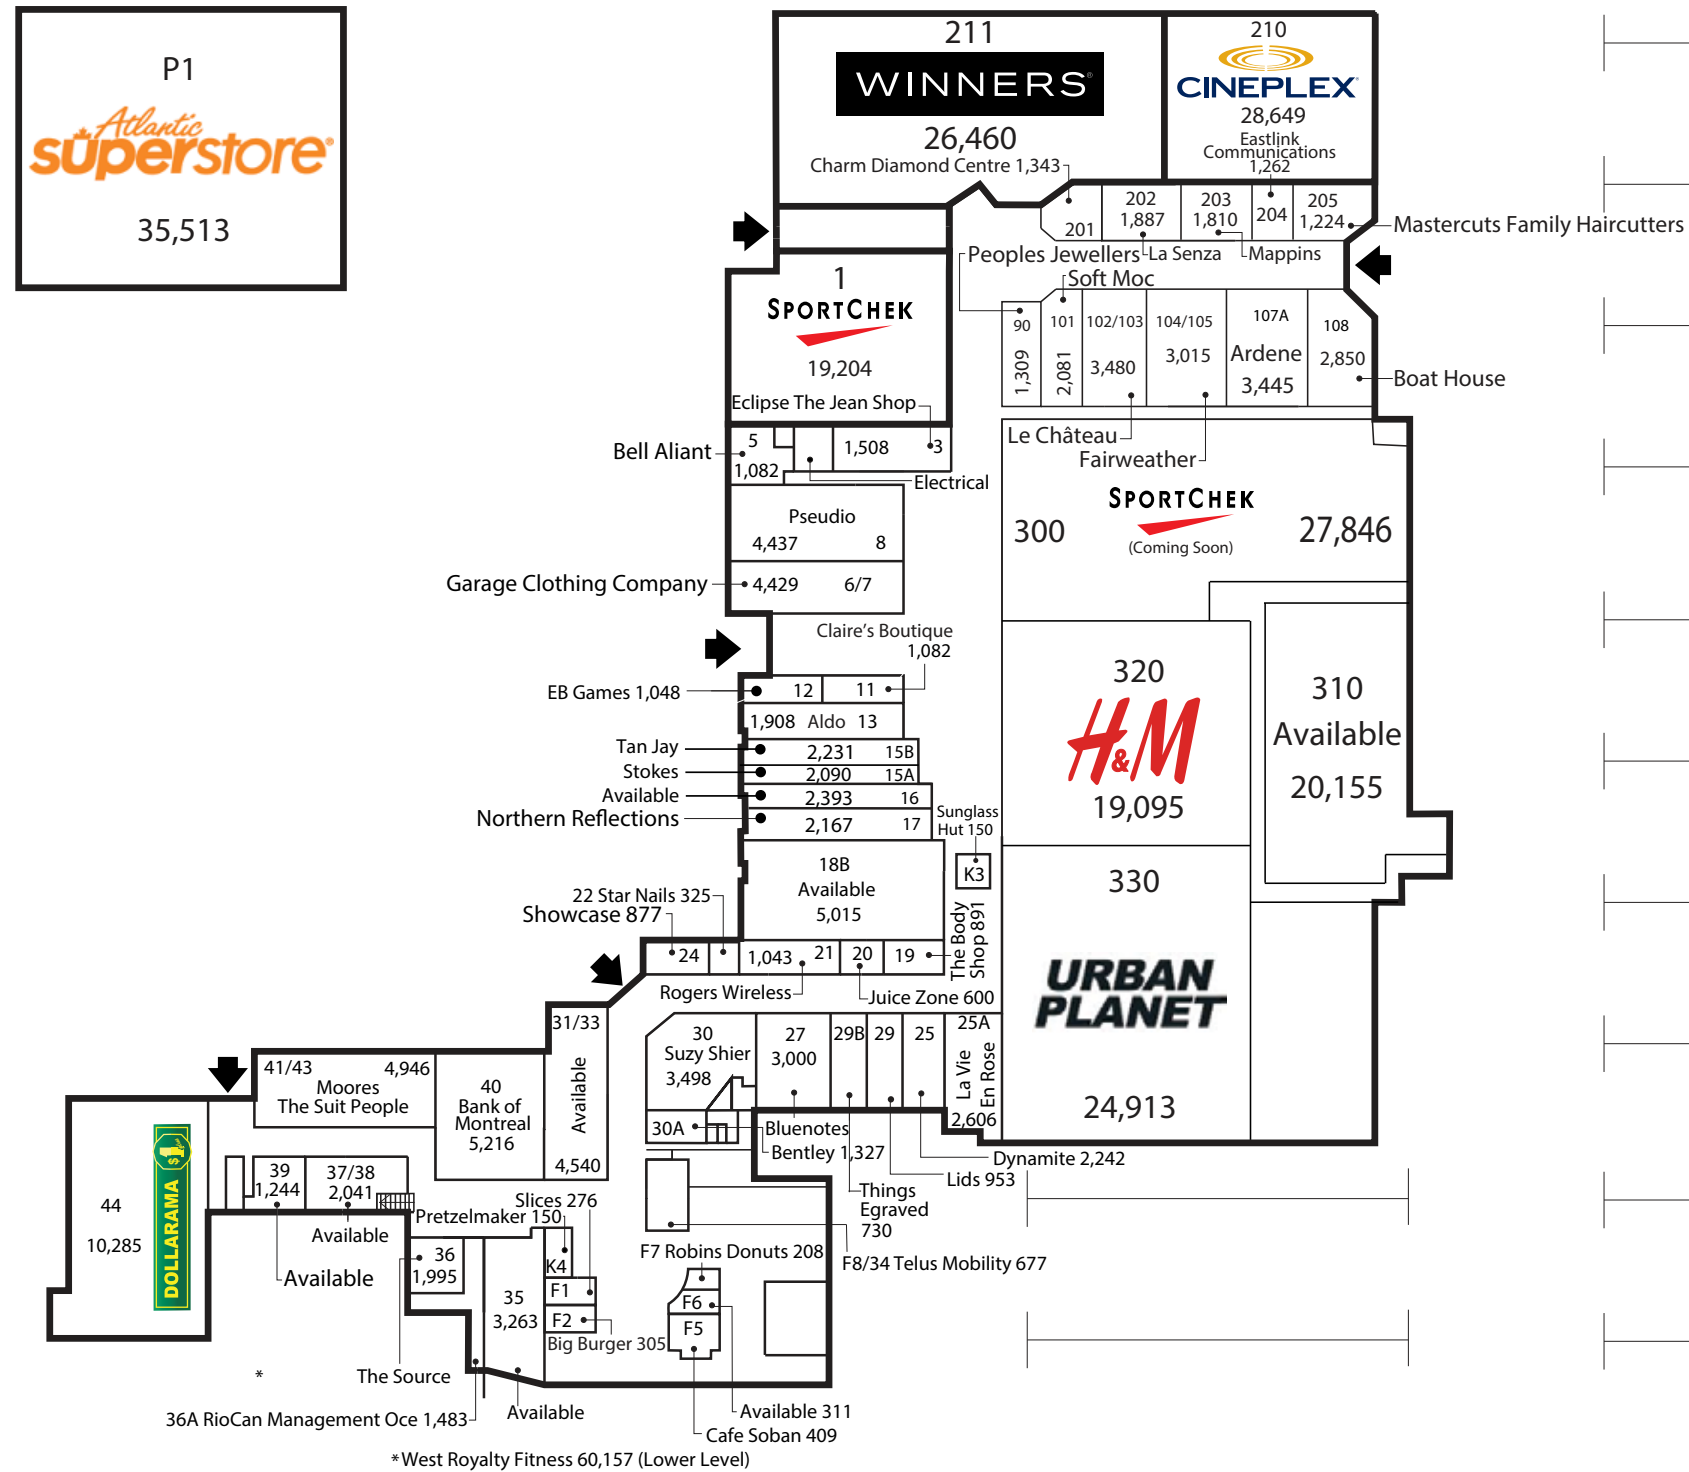 P1
Atlantic
superstore
35,513
211
WINNERS
26,460
Charm Diamond Centre 1,343
210
CINEPLEX
28,649
Eastlink
Communications
1,262
201
202
1,887
203
1,810
204
205
1,224
Mastercuts Family Haircutters
Peoples Jewellers
La Senza
Mappins
Soft Moc
1
SPORTCHEK
19,204
Eclipse The Jean Shop
90
1,309
101
2,081
102/103
3,480
104/105
3,015
107A
Ardene
3,445
108
2,850
Boat House
Le Château
Fairweather
Bell Aliant
5
1,082
1,508
3
Electrical
Pseudio
4,437
8
Garage Clothing Company
4,429
6/7
300
SPORTCHEK
(Coming Soon)
27,846
Claire's Boutique
1,082
EB Games 1,048
12
11
1,908 Aldo 13
Tan Jay
2,231
15B
Stokes
2,090
15A
Available
2,393
16
Northern Reflections
2,167
17
Sunglass
Hut 150
K3
320
H&M
19,095
310
Available
20,155
18B
Available
5,015
22 Star Nails 325
Showcase 877
24
1,043
21
20
19
The Body
Shop 891
Rogers Wireless
Juice Zone 600
330
URBAN
PLANET
24,913
31/33
Available
4,540
30
Suzy Shier
3,498
27
3,000
29B
29
25
25A
La Vie
En Rose
2,606
30A
Bluenotes
Bentley 1,327
Dynamite 2,242
Lids 953
Things
Egraved
730
F8/34 Telus Mobility 677
41/43
4,946
Moores
The Suit People
40
Bank of
Montreal
5,216
44
10,285
DOLLARAMA
39
1,244
37/38
2,041
Available
Available
Slices 276
Pretzelmaker 150
K4
36
1,995
35
3,263
F1
F2
Big Burger 305
F7 Robins Donuts 208
F6
F5
The Source
*
36A RioCan Management Oce 1,483
Available
Available 311
Cafe Soban 409
*West Royalty Fitness 60,157 (Lower Level)